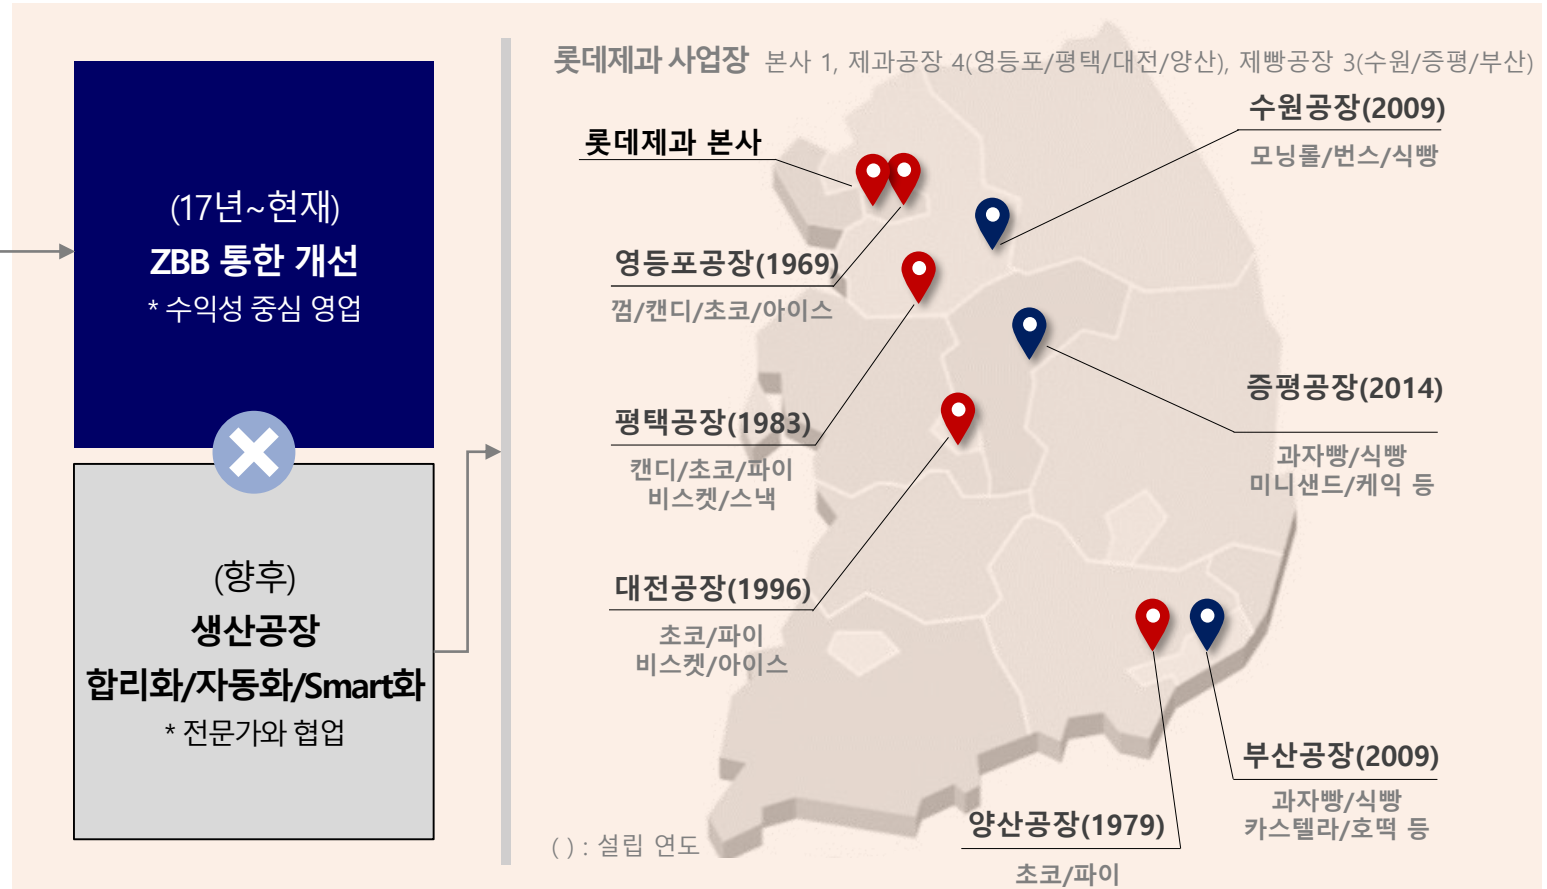 (17년~현재)
ZBB 통한 개선
* 수익성 중심 영업
(향후)
생산공장
합리화/자동화/Smart화
* 전문가와 협업
롯데제과 사업장 본사 1, 제과공장 4(영등포/평택/대전/양산), 제빵공장 3(수원/증평/부산)
롯데제과 본사
영등포공장(1969)
껌/캔디/초코/아이스
평택공장(1983)
캔디/초코/파이
비스켓/스낵
대전공장(1996)
초코/파이
비스켓/아이스
수원공장(2009)
모닝롤/번스/식빵
증평공장(2014)
과자빵/식빵
미니샌드/케익 등
부산공장(2009)
과자빵/식빵
카스텔라/호떡 등
양산공장(1979)
초코/파이
( ) : 설립 연도